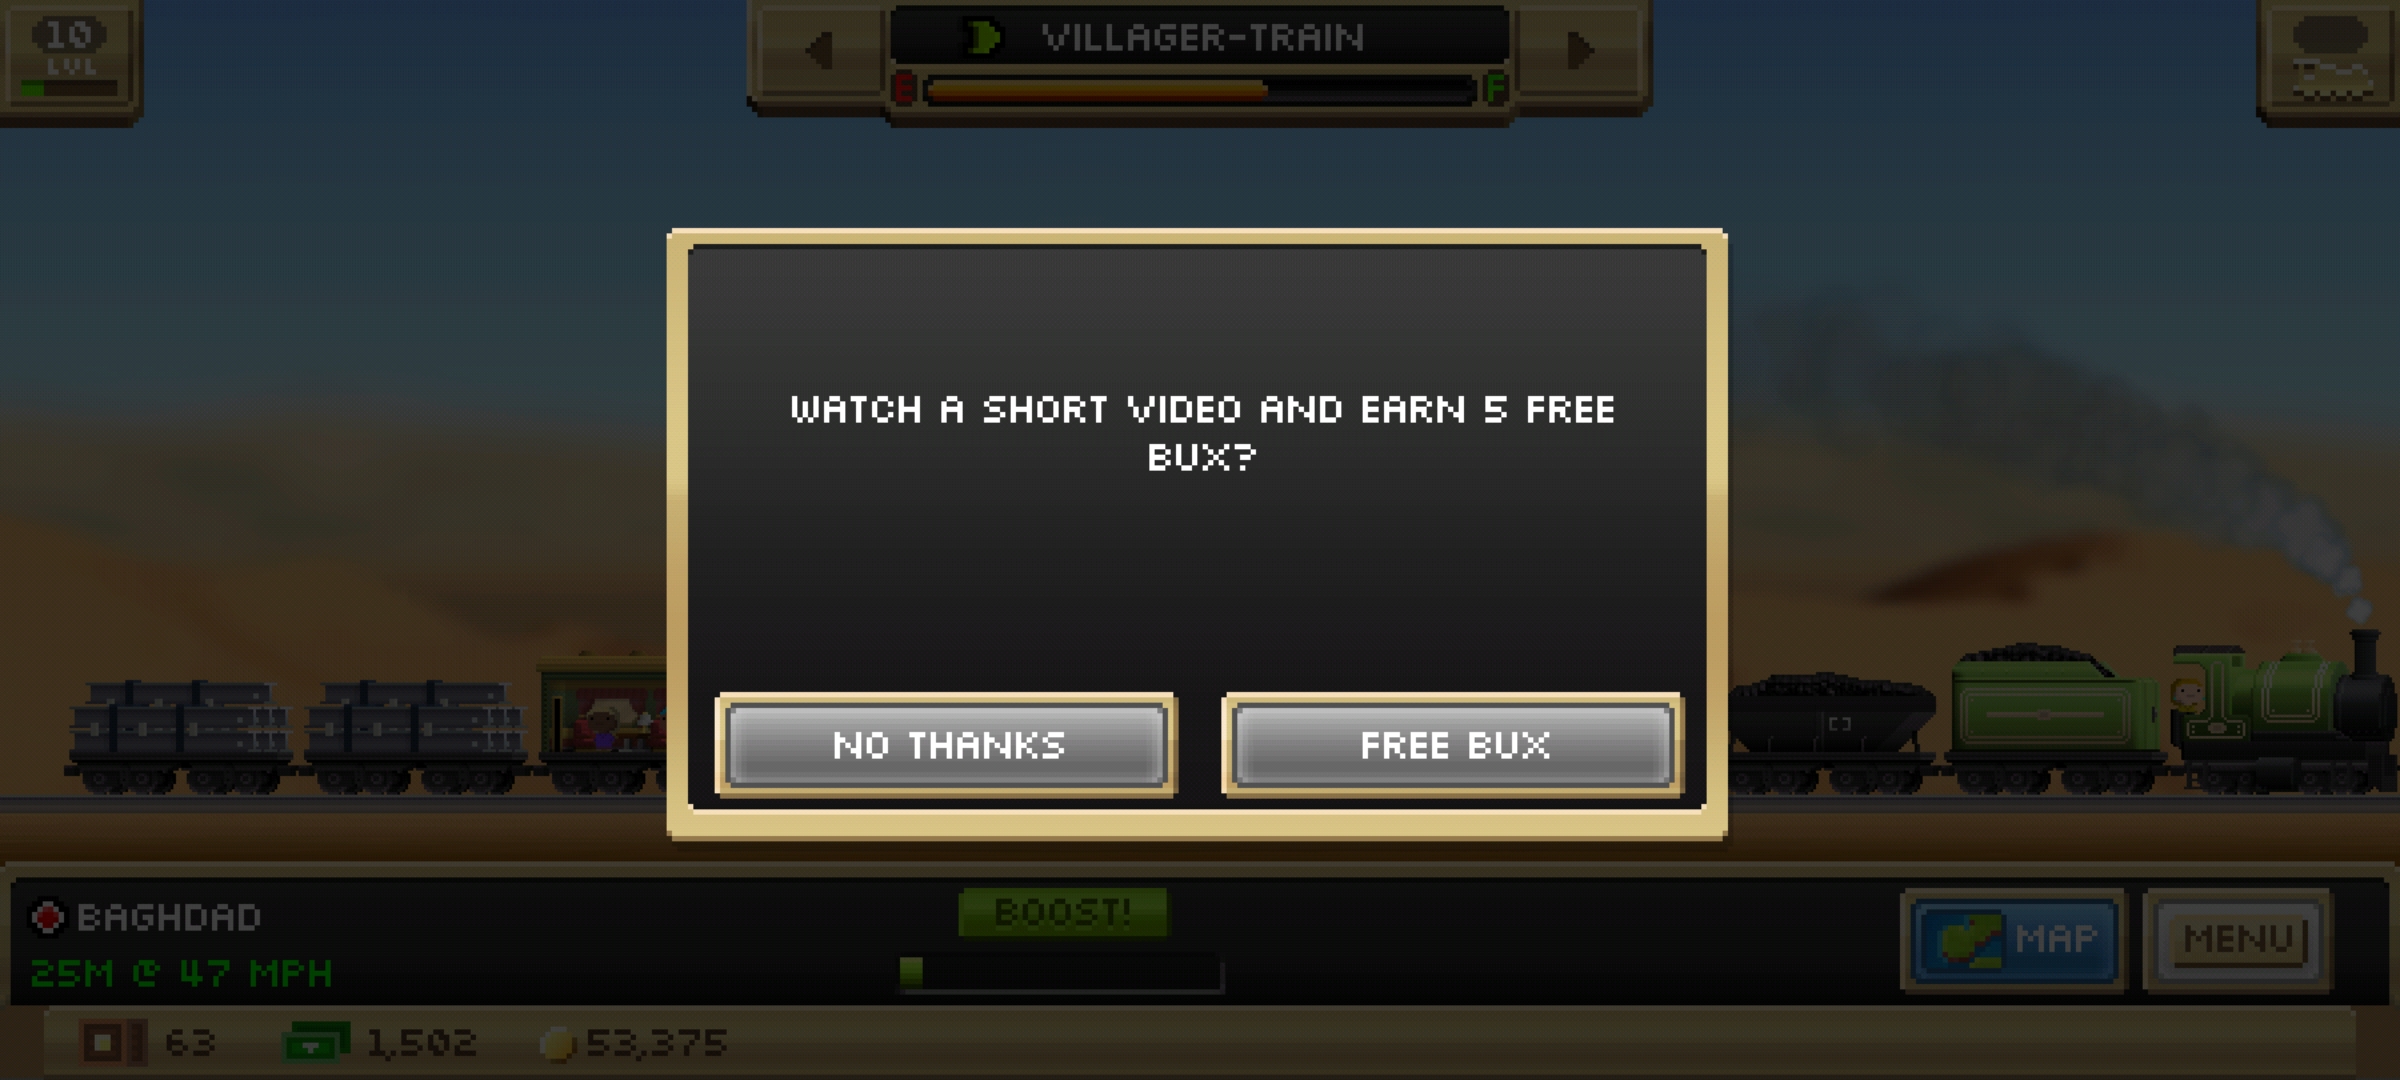 10
LVL
VILLAGER-TRAIN
E
F
WATCH A SHORT VIDEO AND EARN 5 FREE
BUX?
NO THANKS
FREE BUX
BAGHDAD
25M @ 47 MPH
BOOST!
MAP
MENU
63
1,502
53,375